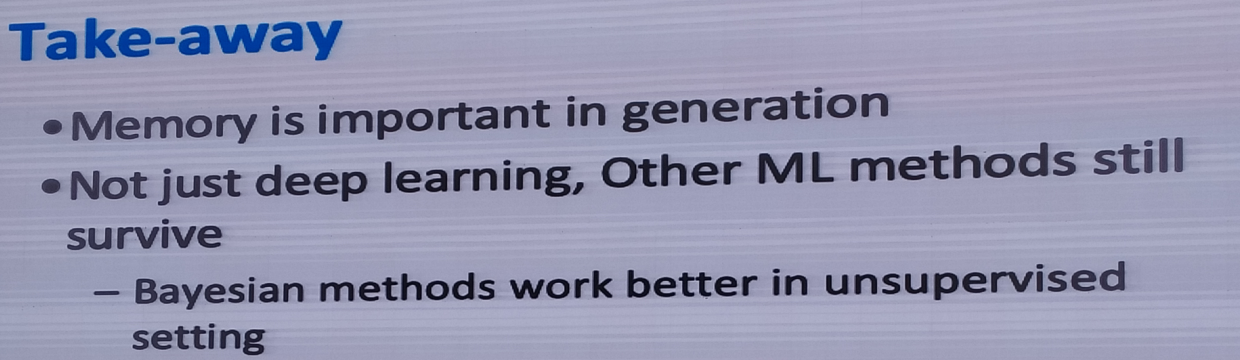 Take-away
•Memory is important in generation
•Not just deep learning, Other ML methods still
survive
– Bayesian methods work better in unsupervised
setting